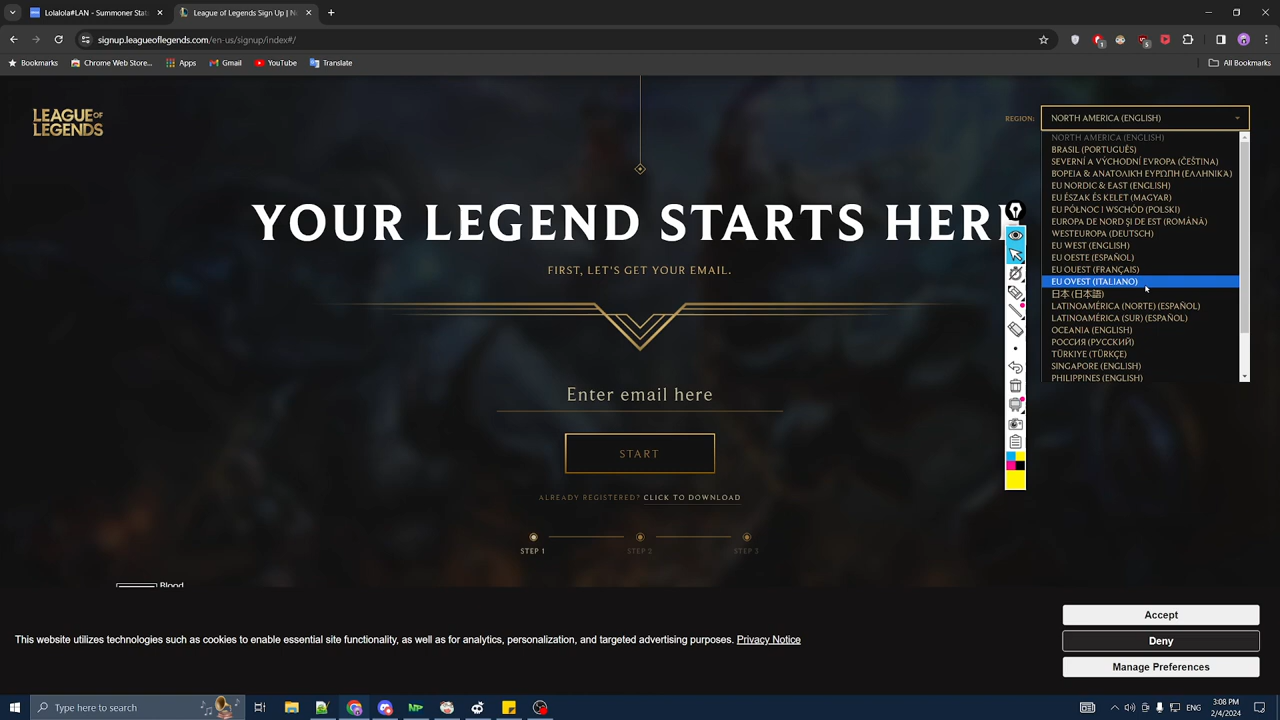 Lolalola#LAN - Summoner Stat
League of Legends Sign Up | N
signup.leagueoflegends.com/en-us/signup/index#/
Bookmarks
Chrome Web Store...
Apps
Gmail
YouTube
Translate
All Bookmarks
LEAGUE OF
LEGENDS
REGION:
NORTH AMERICA (ENGLISH)
NORTH AMERICA (ENGLISH)
BRASIL (PORTUGUÊS)
SEVERNÍ A VÝCHODNÍ EVROPA (ČEŠTINA)
ΒΟΡΕΙΑ & ΑΝΑΤΟΛΙΚΗ ΕΥΡΩΠΗ (ΕΛΛΗΝΙΚΑ)
EU NORDIC & EAST (ENGLISH)
EU ÉSZAK ÉS KELET (MAGYAR)
EU PÓŁNOC I WSCHÓD (POLSKI)
EUROPA DE NORD ȘI DE EST (ROMÂNĂ)
WESTEUROPA (DEUTSCH)
EU WEST (ENGLISH)
EU OESTE (ESPAÑOL)
EU OUEST (FRANÇAIS)
EU OVEST (ITALIANO)
日本 (日本語)
LATINOAMÉRICA (NORTE) (ESPAÑOL)
LATINOAMÉRICA (SUR) (ESPAÑOL)
OCEANIA (ENGLISH)
РОССИЯ (РУССКИЙ)
TÜRKIYE (TÜRKÇE)
SINGAPORE (ENGLISH)
PHILIPPINES (ENGLISH)
YOUR LEGEND STARTS HERE
FIRST, LET'S GET YOUR EMAIL.
Enter email here
START
ALREADY REGISTERED? CLICK TO DOWNLOAD
STEP 1
STEP 2
STEP 3
Blood
This website utilizes technologies such as cookies to enable essential site functionality, as well as for analytics, personalization, and targeted advertising purposes. Privacy Notice
Accept
Deny
Manage Preferences
Type here to search
ENG
3:08 PM
2/4/2024